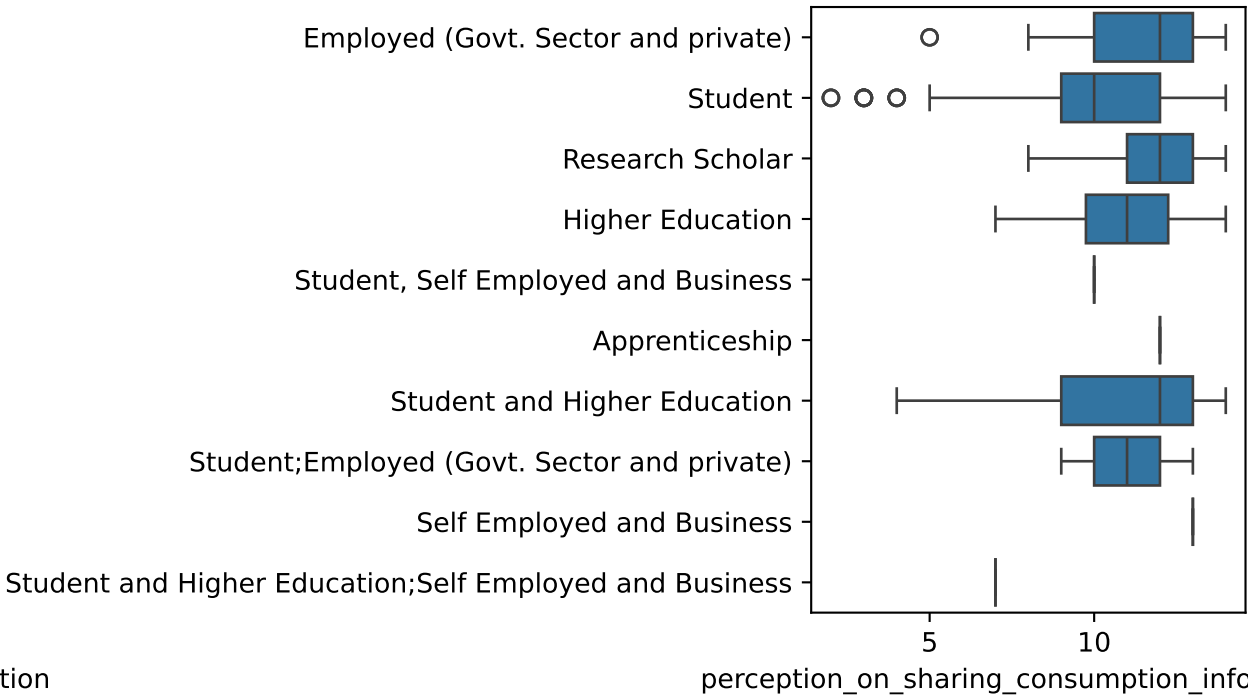 Employed (Govt. Sector and private)
Student
Research Scholar
Higher Education
Student, Self Employed and Business
Apprenticeship
Student and Higher Education
Student;Employed (Govt. Sector and private)
Self Employed and Business
Student and Higher Education;Self Employed and Business
5 10
tion perception_on_sharing_consumption_info